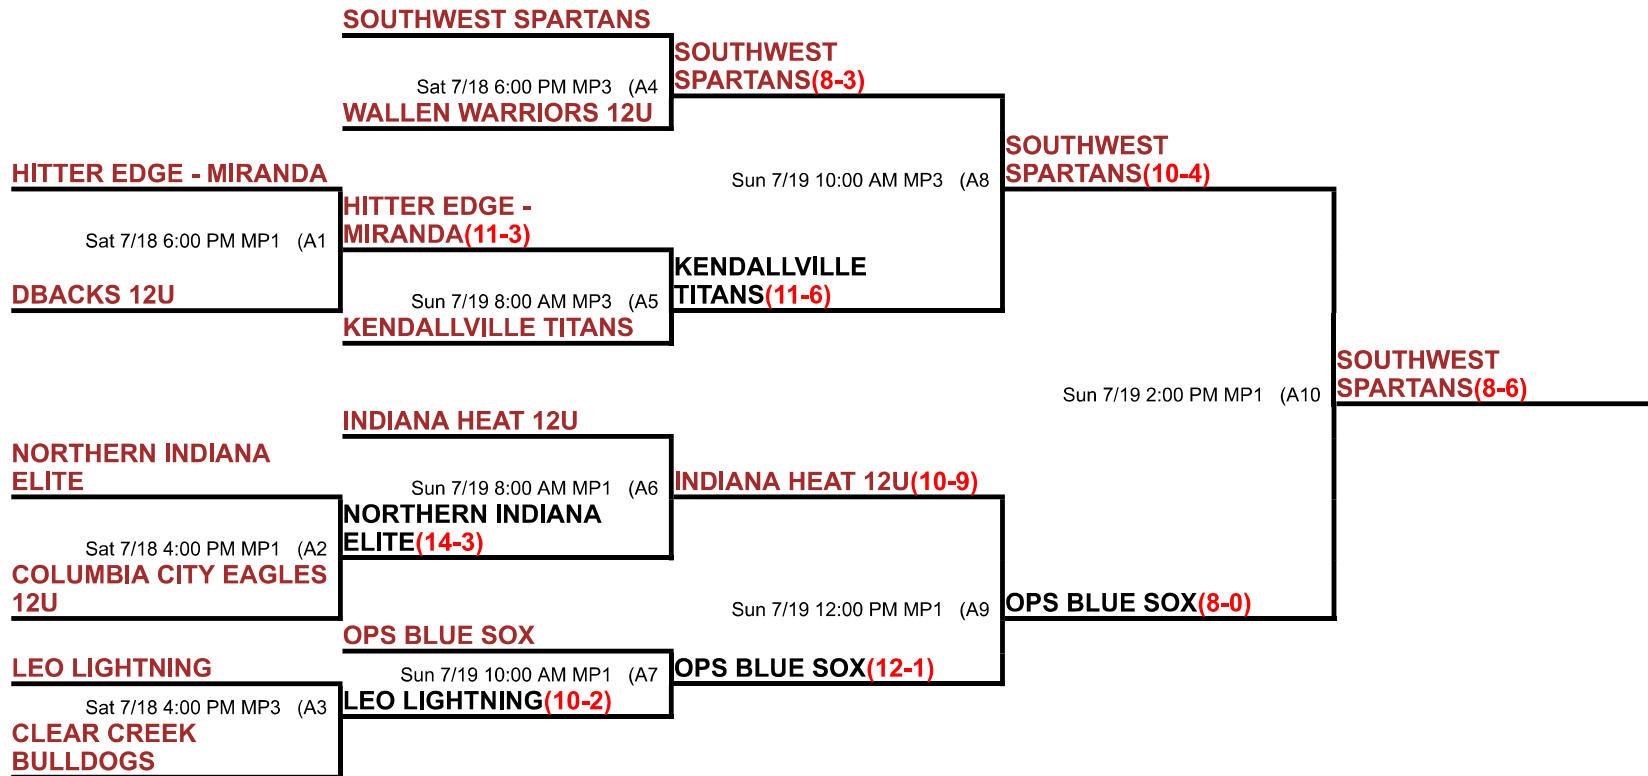 SOUTHWEST SPARTANS
Sat 7/18 6:00 PM MP3 (A4
WALLEN WARRIORS 12U
SOUTHWEST
SPARTANS(8-3)
HITTER EDGE - MIRANDA
Sat 7/18 6:00 PM MP1 (A1
DBACKS 12U
HITTER EDGE -
MIRANDA(11-3)
Sun 7/19 8:00 AM MP3 (A5
KENDALLVILLE TITANS
KENDALLVILLE
TITANS(11-6)
Sun 7/19 10:00 AM MP3 (A8
SOUTHWEST
SPARTANS(10-4)
INDIANA HEAT 12U
Sun 7/19 8:00 AM MP1 (A6
NORTHERN INDIANA
ELITE
Sat 7/18 4:00 PM MP1 (A2
COLUMBIA CITY EAGLES
12U
NORTHERN INDIANA
ELITE(14-3)
INDIANA HEAT 12U(10-9)
Sun 7/19 12:00 PM MP1 (A9
OPS BLUE SOX
Sun 7/19 10:00 AM MP1 (A7
LEO LIGHTNING
Sat 7/18 4:00 PM MP3 (A3
CLEAR CREEK
BULLDOGS
LEO LIGHTNING(10-2)
OPS BLUE SOX(12-1)
OPS BLUE SOX(8-0)
Sun 7/19 2:00 PM MP1 (A10
SOUTHWEST
SPARTANS(8-6)